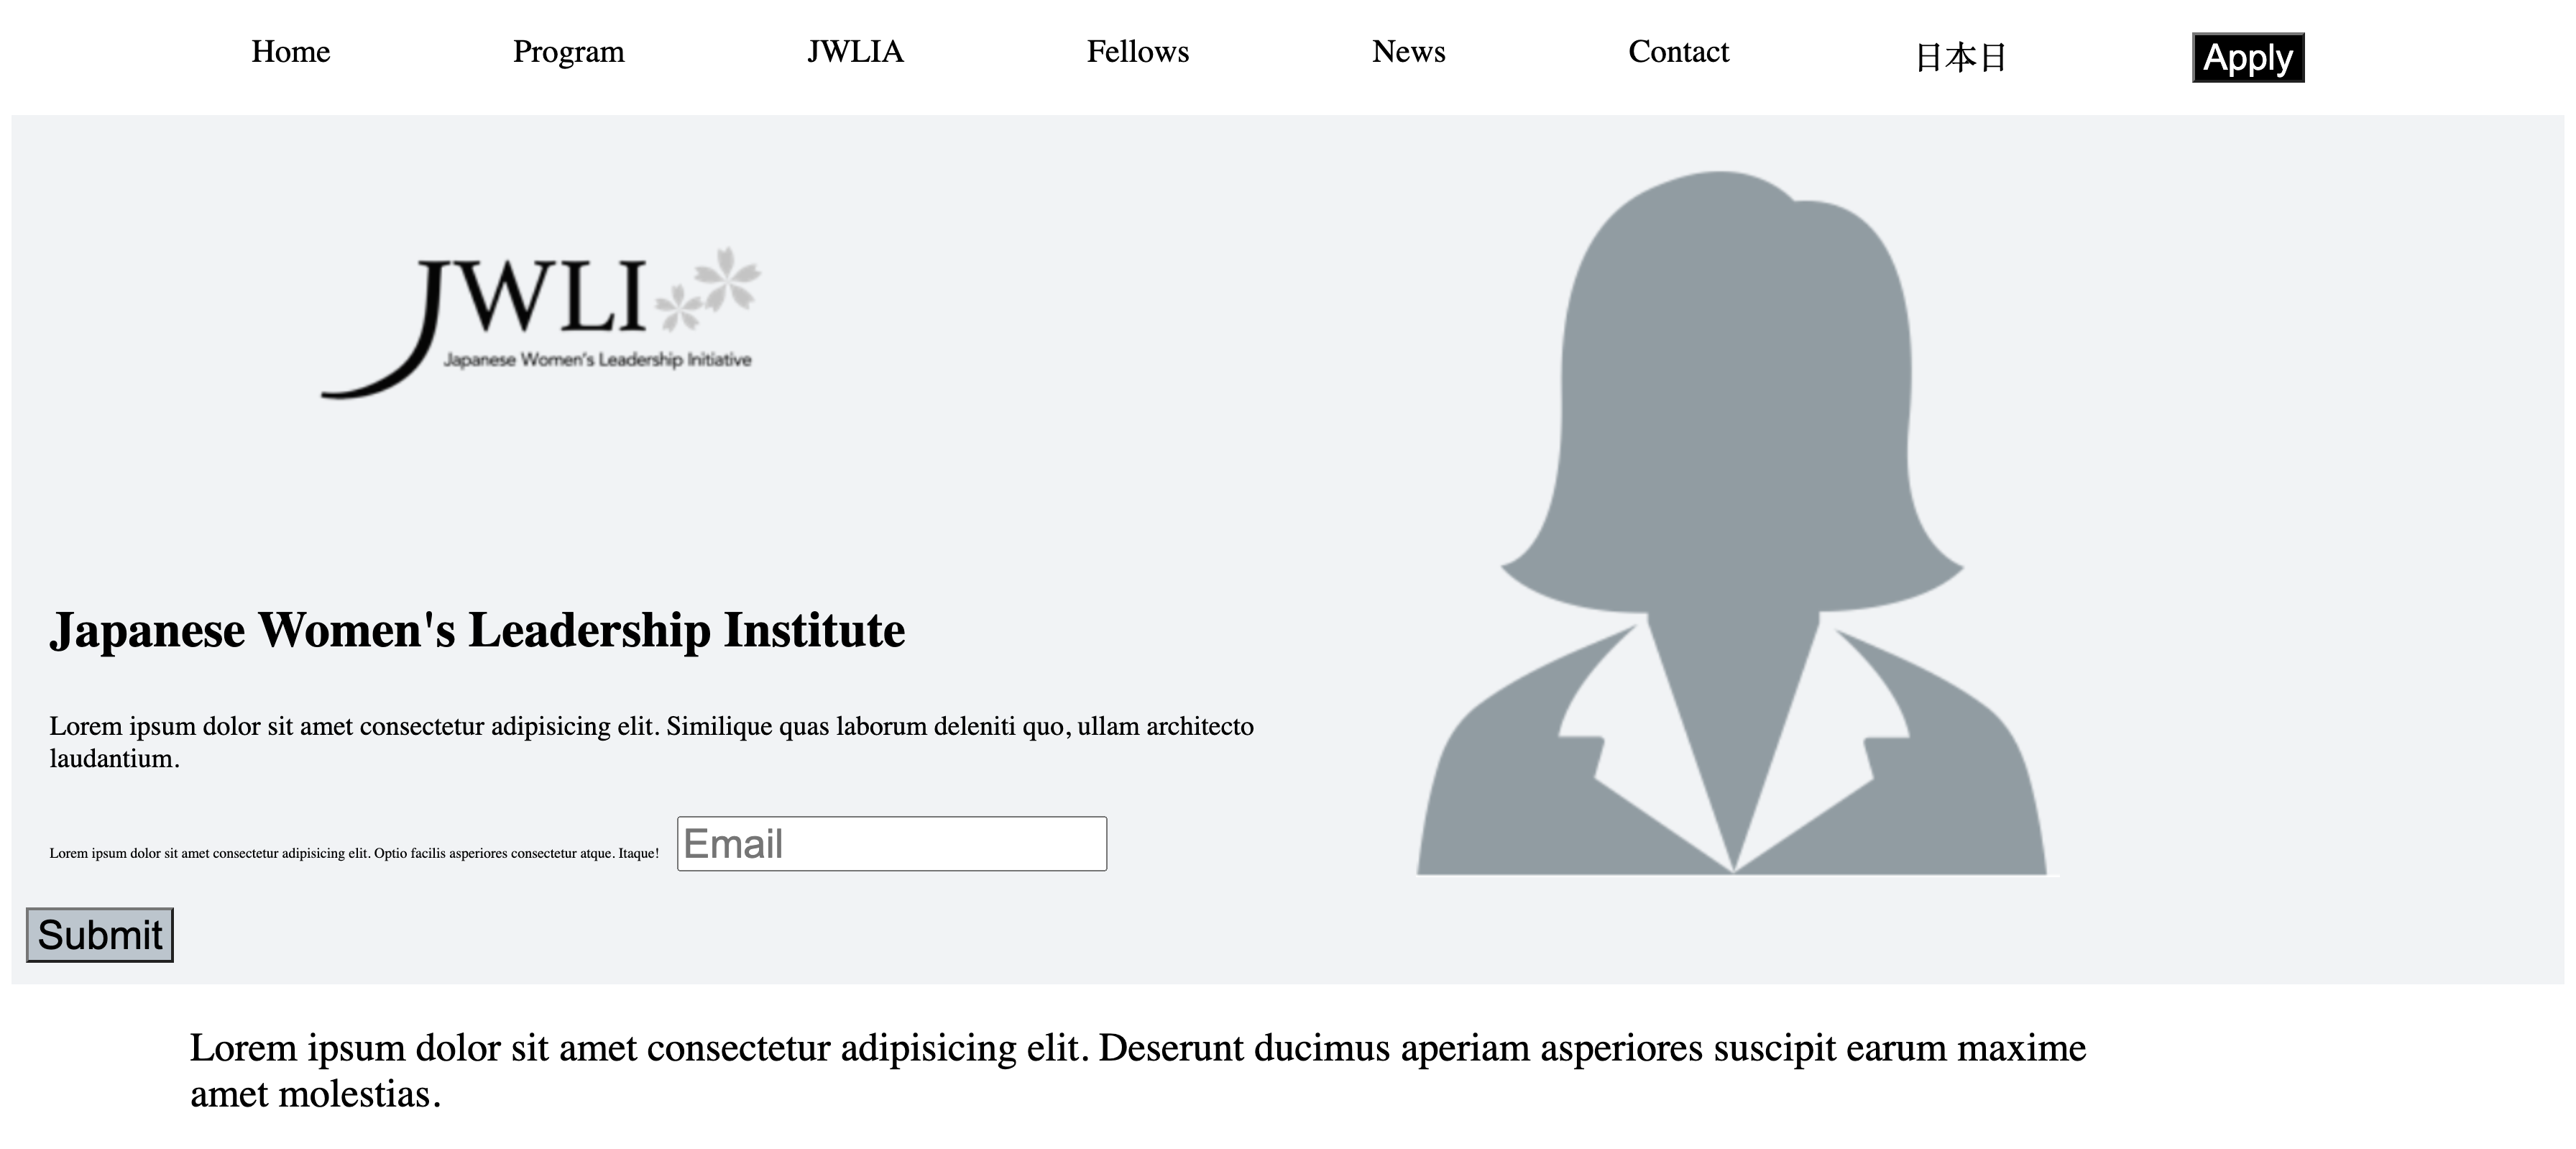 Home Program JWLIA Fellows News Contact 日本日 Apply
JWLI
Japanese Women's Leadership Initiative
Japanese Women's Leadership Institute
Lorem ipsum dolor sit amet consectetur adipisicing elit. Similique quas laborum deleniti quo, ullam architecto
laudantium.
Lorem ipsum dolor sit amet consectetur adipisicing elit. Optio facilis asperiores consectetur atque. Itaque! Email
Submit
Lorem ipsum dolor sit amet consectetur adipisicing elit. Deserunt ducimus aperiam asperiores suscipit earum maxime
amet molestias.